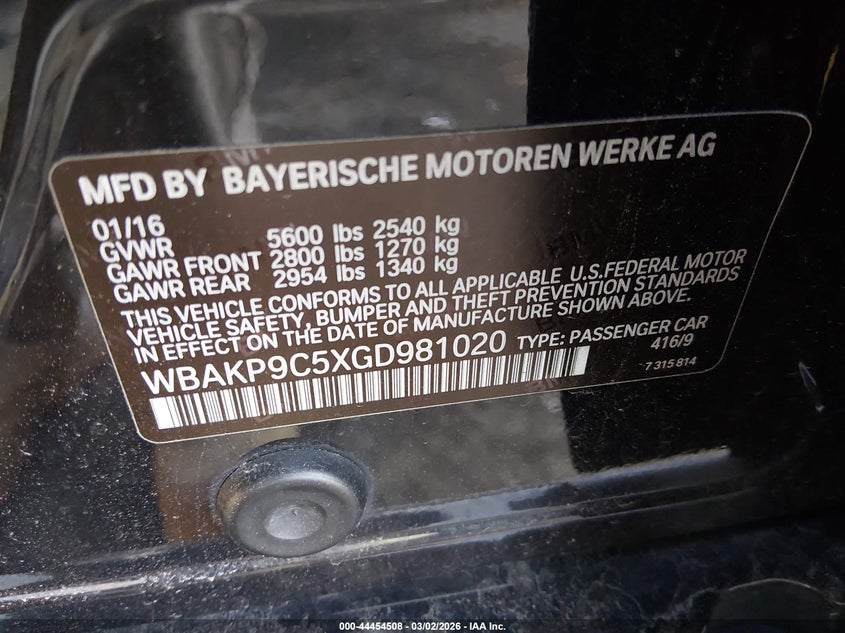 MFD BY BAYERISCHE MOTOREN WERKE AG
01/16
GVWR 5600 lbs 2540 kg
GAWR FRONT 2800 lbs 1270 kg
GAWR REAR 2954 lbs 1340 kg
THIS VEHICLE CONFORMS TO ALL APPLICABLE U.S.FEDERAL MOTOR
VEHICLE SAFETY, BUMPER AND THEFT PREVENTION STANDARDS
IN EFFECT ON THE DATE OF MANUFACTURE SHOWN ABOVE.
WBAKP9C5XGD981020 TYPE: PASSENGER CAR
416/9
7 315 814
000-44454508 - 03/02/2026 - IAA Inc.